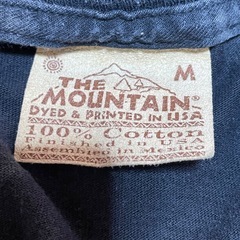 M
THE
MOUNTAIN®
DYED & PRINTED IN USA
100% Cotton
Finished in USA
Assembled in Mexico